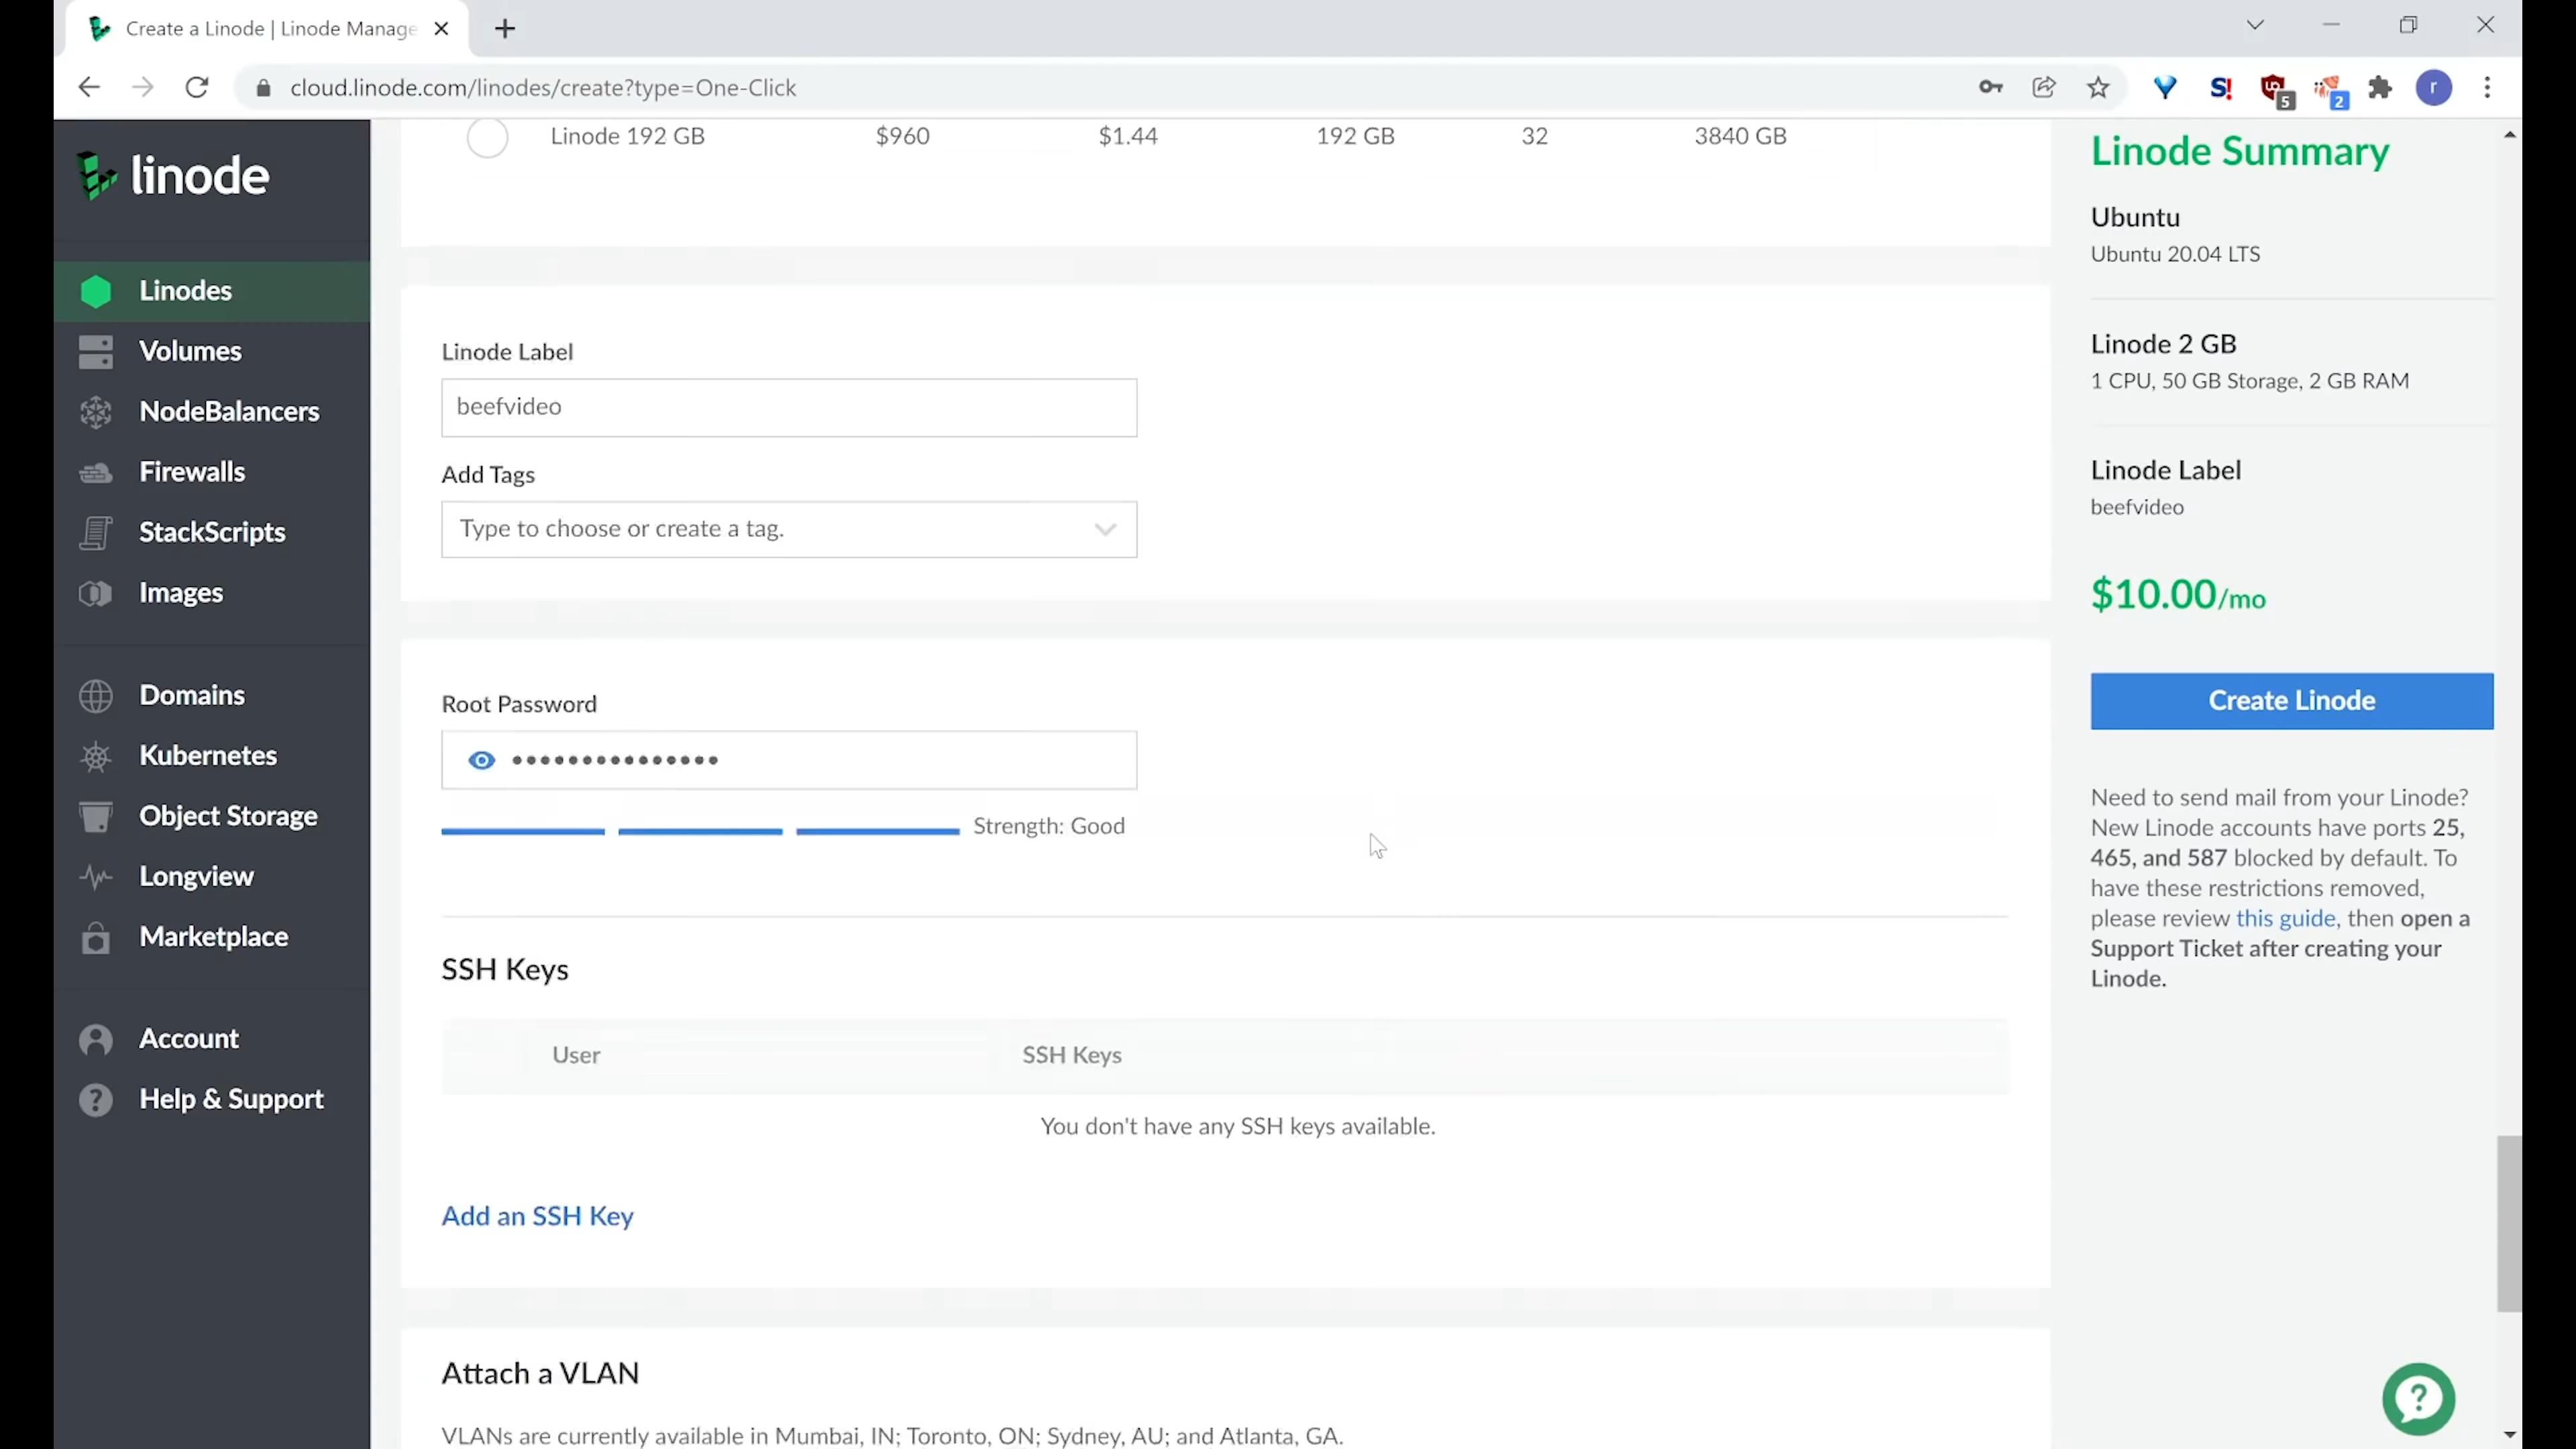 Create a Linode | Linode Manage
cloud.linode.com/linodes/create?type=One-Click
S!
5
2
r
linode
Linodes
Volumes
NodeBalancers
Firewalls
StackScripts
Images
Domains
Kubernetes
Object Storage
Longview
Marketplace
Account
Help & Support
Linode 192 GB $960 $1.44 192 GB 32 3840 GB
Linode Label
beefvideo
Add Tags
Type to choose or create a tag.
Root Password
•••••••••••••••
Strength: Good
SSH Keys
User SSH Keys
You don't have any SSH keys available.
Add an SSH Key
Attach a VLAN
VLANs are currently available in Mumbai, IN; Toronto, ON; Sydney, AU; and Atlanta, GA.
Linode Summary
Ubuntu
Ubuntu 20.04 LTS
Linode 2 GB
1 CPU, 50 GB Storage, 2 GB RAM
Linode Label
beefvideo
$10.00/mo
Create Linode
Need to send mail from your Linode?
New Linode accounts have ports 25,
465, and 587 blocked by default. To
have these restrictions removed,
please review this guide, then open a
Support Ticket after creating your
Linode.